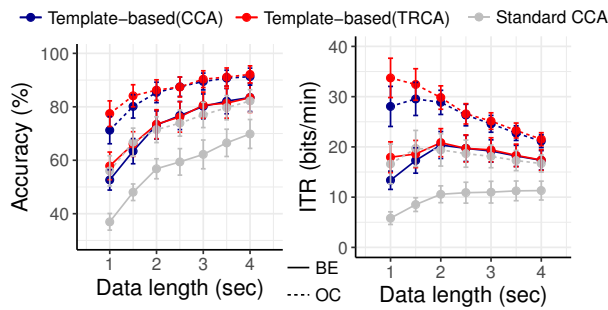 Template-based(CCA) Template-based(TRCA) Standard CCA
Accuracy (%)
100
80
60
40
1 2 3 4
Data length (sec)
ITR (bits/min)
40
30
20
10
0
1 2 3 4
Data length (sec)
BE
OC